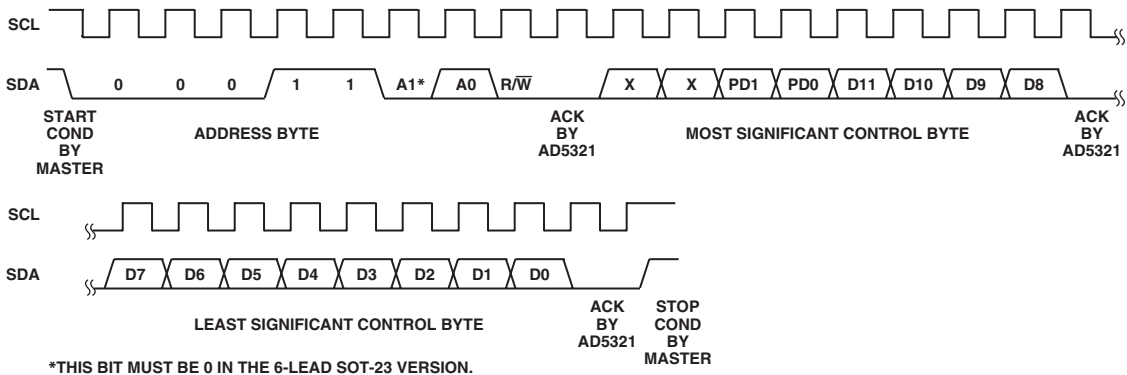 SCL
SDA 0 0 0 1 1 A1* A0 R/W̅ X X PD1 PD0 D11 D10 D9 D8
START COND BY MASTER
ADDRESS BYTE
ACK BY AD5321
MOST SIGNIFICANT CONTROL BYTE
ACK BY AD5321
SCL
SDA D7 D6 D5 D4 D3 D2 D1 D0
LEAST SIGNIFICANT CONTROL BYTE
ACK BY AD5321
STOP COND BY MASTER
*THIS BIT MUST BE 0 IN THE 6-LEAD SOT-23 VERSION.